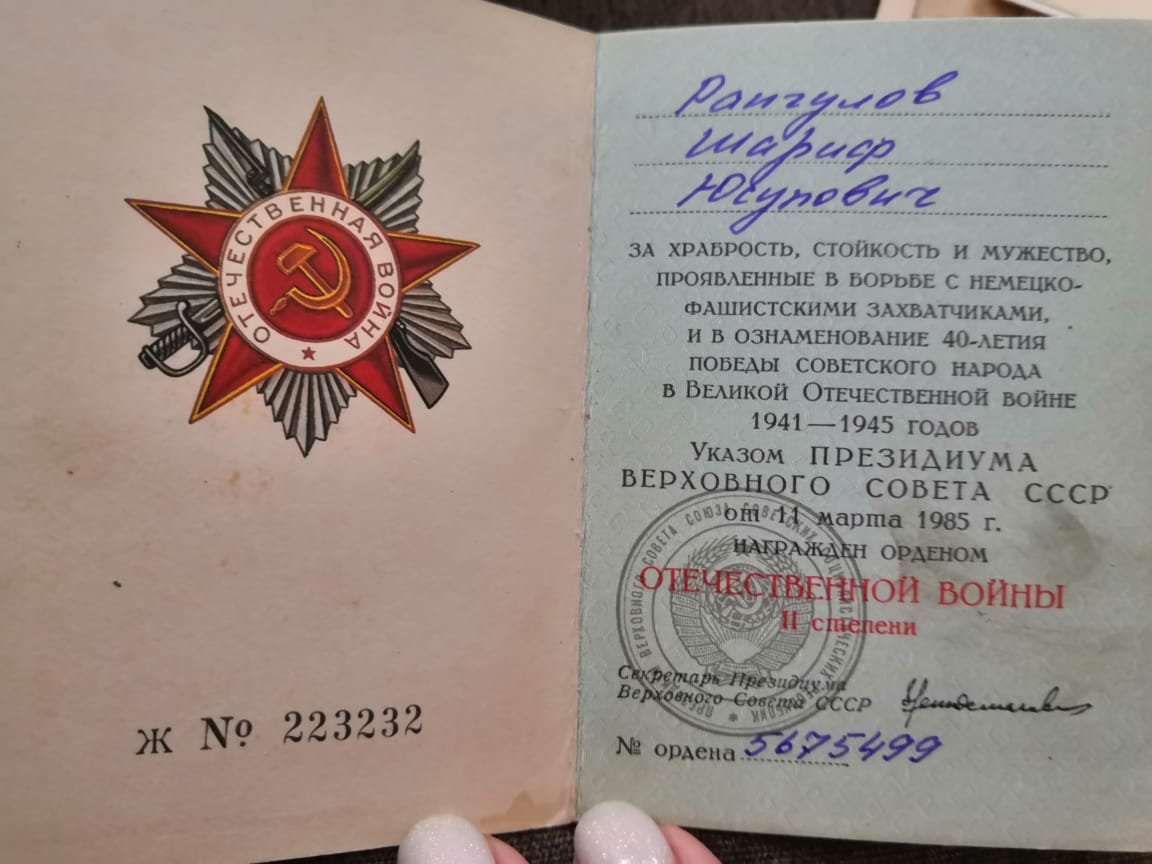 ОТЕЧЕСТВЕННАЯ ВОЙНА
Ж № 223232
Рангулов
Шариф
Юсупович
ЗА ХРАБРОСТЬ, СТОЙКОСТЬ И МУЖЕСТВО,
ПРОЯВЛЕННЫЕ В БОРЬБЕ С НЕМЕЦКО-
ФАШИСТСКИМИ ЗАХВАТЧИКАМИ,
И В ОЗНАМЕНОВАНИЕ 40-ЛЕТИЯ
ПОБЕДЫ СОВЕТСКОГО НАРОДА
В ВЕЛИКОЙ ОТЕЧЕСТВЕННОЙ ВОЙНЕ
1941—1945 ГОДОВ
УКАЗОМ ПРЕЗИДИУМА
ВЕРХОВНОГО СОВЕТА СССР
от 11 марта 1985 г.
НАГРАЖДЕН ОРДЕНОМ
ОТЕЧЕСТВЕННОЙ ВОЙНЫ
II степени
Секретарь Президиума
Верховного Совета СССР
№ ордена 5675499